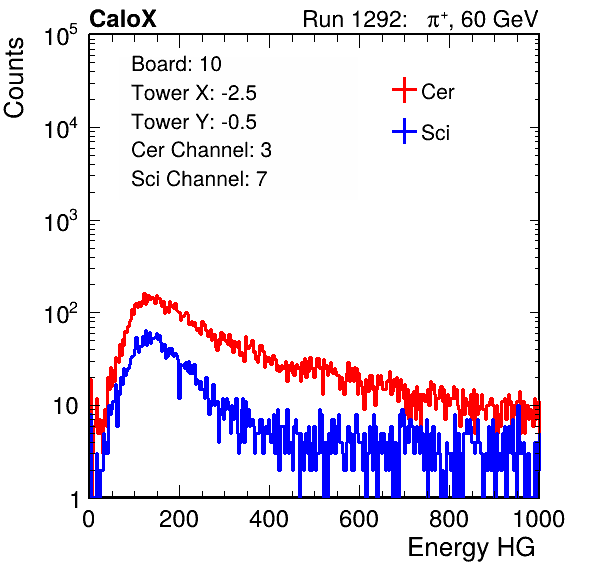 CaloX Run 1292: π⁺, 60 GeV
Counts
10⁵
10⁴
10³
10²
10
1
Board: 10
Tower X: -2.5
Tower Y: -0.5
Cer Channel: 3
Sci Channel: 7
Cer
Sci
0 200 400 600 800 1000
Energy HG